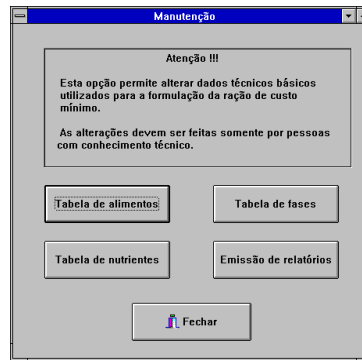 Manutenção
Atenção !!!
Esta opção permite alterar dados técnicos básicos
utilizados para a formulação da ração de custo
mínimo.
As alterações devem ser feitas somente por pessoas
com conhecimento técnico.
Tabela de alimentos
Tabela de fases
Tabela de nutrientes
Emissão de relatórios
Fechar